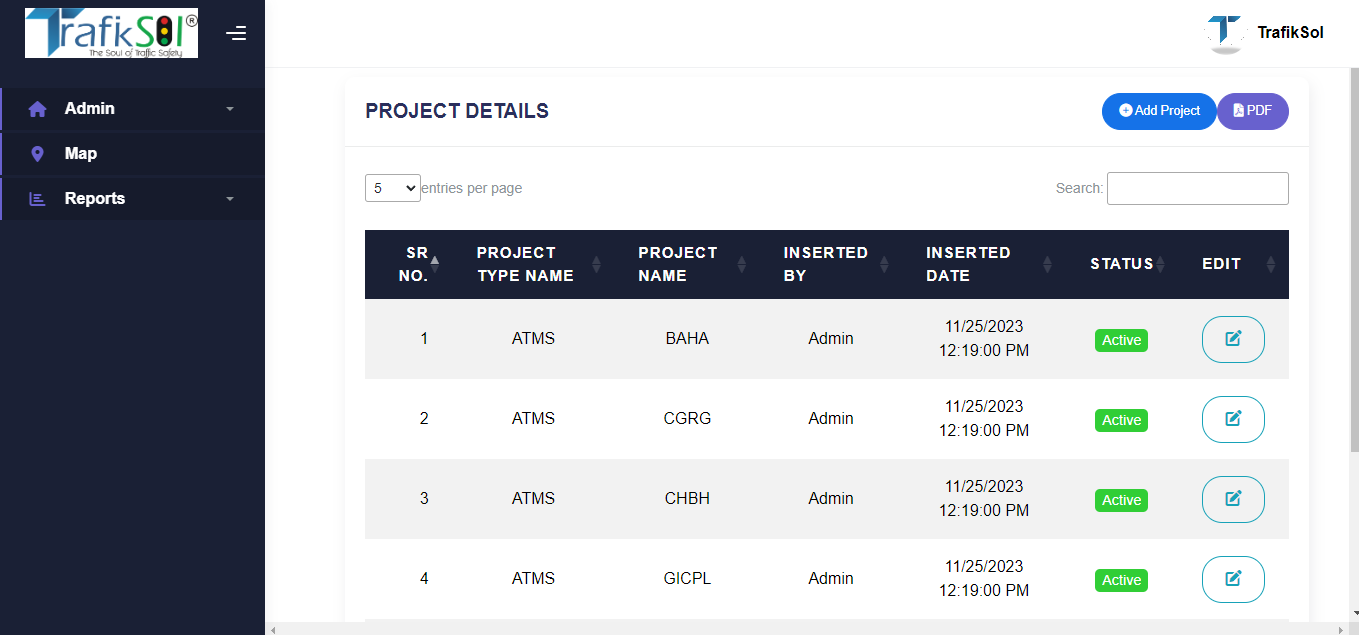 TrafikSol®
The Soul of Traffic Safety
TrafikSol
Admin
Map
Reports
PROJECT DETAILS
Add Project
PDF
5 entries per page
Search:
SR NO. PROJECT TYPE NAME PROJECT NAME INSERTED BY INSERTED DATE STATUS EDIT
1 ATMS BAHA Admin 11/25/2023 12:19:00 PM Active
2 ATMS CGRG Admin 11/25/2023 12:19:00 PM Active
3 ATMS CHBH Admin 11/25/2023 12:19:00 PM Active
4 ATMS GICPL Admin 11/25/2023 12:19:00 PM Active